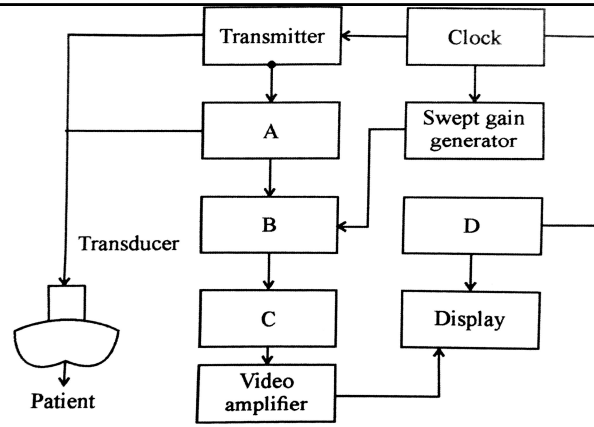 Transmitter
Clock
A
Swept gain
generator
B
D
Transducer
C
Display
Video
amplifier
Patient